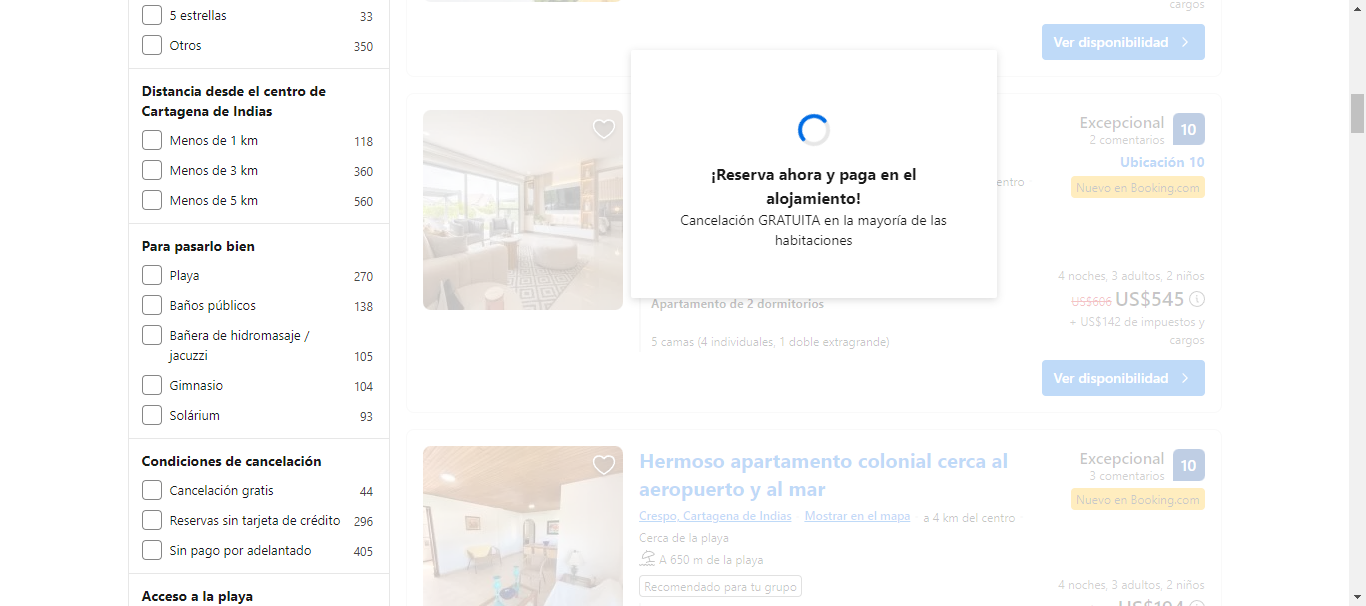 5 estrellas 33
Otros 350
Distancia desde el centro de
Cartagena de Indias
Menos de 1 km 118
Menos de 3 km 360
Menos de 5 km 560
Para pasarlo bien
Playa 270
Baños públicos 138
Bañera de hidromasaje /
jacuzzi 105
Gimnasio 104
Solárium 93
Condiciones de cancelación
Cancelación gratis 44
Reservas sin tarjeta de crédito 296
Sin pago por adelantado 405
Acceso a la playa
cargos
Ver disponibilidad
¡Reserva ahora y paga en el
alojamiento!
Cancelación GRATUITA en la mayoría de las
habitaciones
Excepcional 10
2 comentarios
Ubicación 10
entro
Nuevo en Booking.com
Apartamento de 2 dormitorios
5 camas (4 individuales, 1 doble extragrande)
4 noches, 3 adultos, 2 niños
US$606 US$545
+ US$142 de impuestos y
cargos
Ver disponibilidad
Hermoso apartamento colonial cerca al
aeropuerto y al mar
Crespo, Cartagena de Indias Mostrar en el mapa a 4 km del centro
Cerca de la playa
A 650 m de la playa
Recomendado para tu grupo
Excepcional 10
3 comentarios
Nuevo en Booking.com
4 noches, 3 adultos, 2 niños